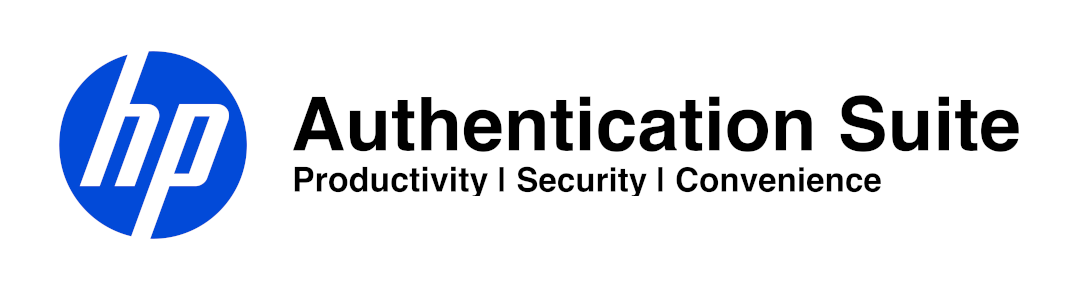 hp
Authentication Suite
Productivity | Security | Convenience